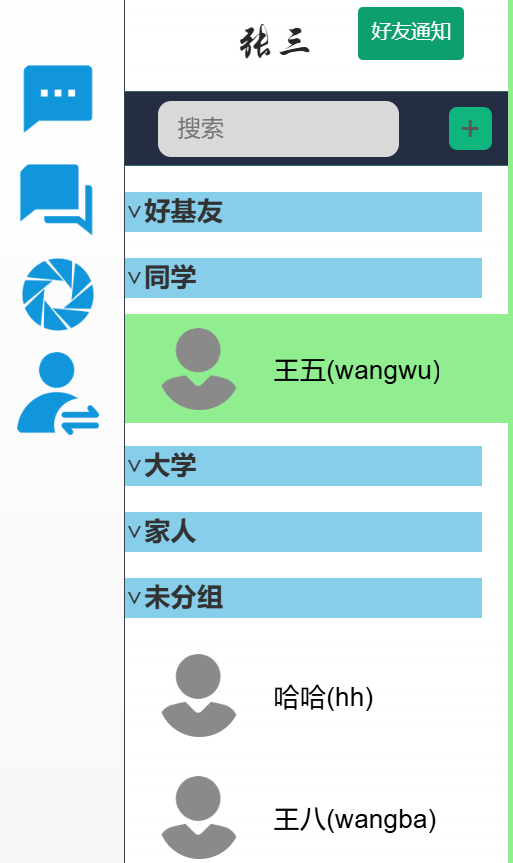 张三
好友通知
搜索
+
˅好基友
˅同学
王五(wangwu)
˅大学
˅家人
˅未分组
哈哈(hh)
王八(wangba)